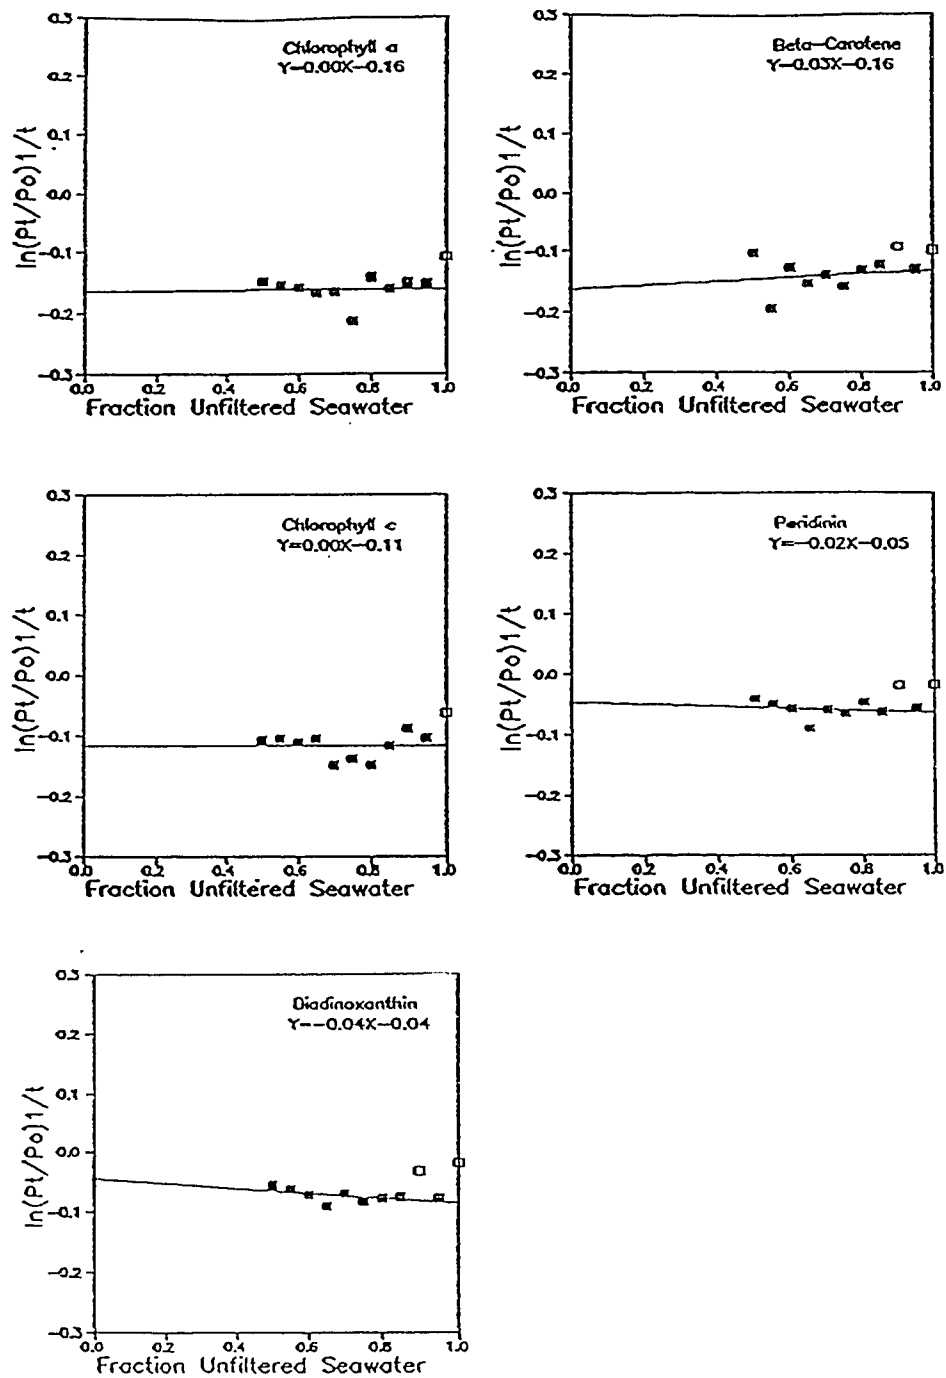 Chlorophyll a
Y=0.00X-0.16
ln(Pt/Po)1/t
0.3
0.1
0.0
-0.1
-0.2
-0.3
0.0 0.2 0.4 0.6 0.8 1.0
Fraction Unfiltered Seawater
Beta-Carotene
Y=0.03X-0.16
ln(Pt/Po)1/t
0.3
0.2
0.1
0.0
-0.1
-0.2
-0.3
0.0 0.2 0.4 0.6 0.8 1.0
Fraction Unfiltered Seawater
Chlorophyll c
Y=0.00X-0.11
ln(Pt/Po)1/t
0.3
0.2
0.1
0.0
-0.1
-0.2
-0.3
0.0 0.2 0.4 0.6 0.8 1.0
Fraction Unfiltered Seawater
Peridinin
Y=-0.02X-0.05
ln(Pt/Po)1/t
0.3
0.2
0.1
0.0
-0.1
-0.2
-0.3
0.0 0.2 0.4 0.6 0.8 1.0
Fraction Unfiltered Seawater
Diadinoxanthin
Y=-0.04X-0.04
ln(Pt/Po)1/t
0.3
0.2
0.1
0.0
-0.1
-0.2
-0.3
0.0 0.2 0.4 0.6 0.8 1.0
Fraction Unfiltered Seawater